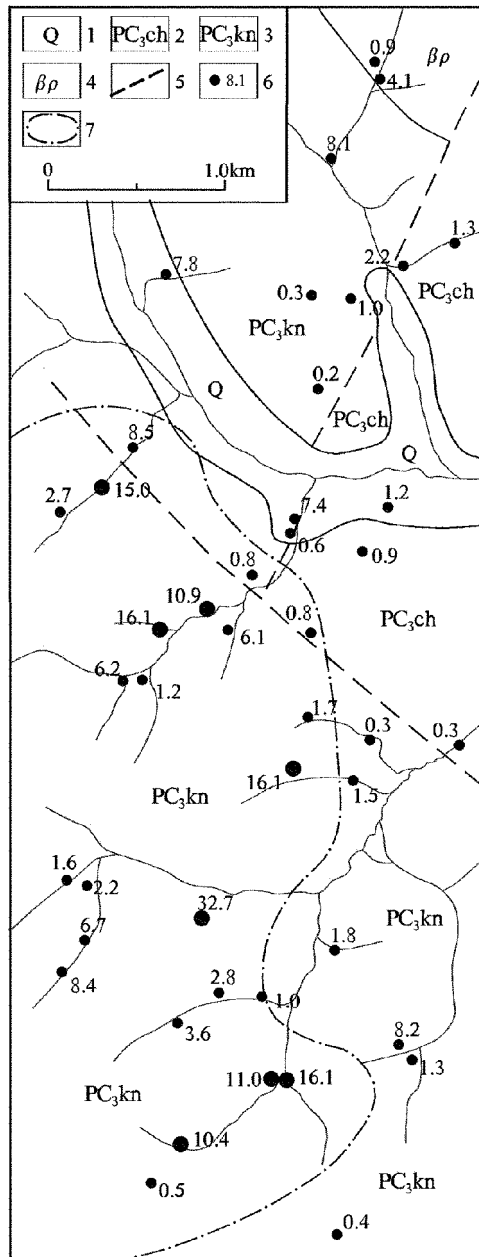 Q 1 PC₃ch 2 PC₃kn 3
βρ 4 5 8.1 6
7
0 1.0km
0.9 βρ
4.1
8.1
1.3
2.2
7.8 PC₃ch
0.3 1.0
PC₃kn
0.2
Q PC₃ch
Q
8.5
2.7 15.0 1.2
7.4
0.6 0.9
0.8
10.9
16.1 0.8 PC₃ch
6.1
6.2 1.2
1.7 0.3 0.3
16.1 1.5
PC₃kn
1.6
2.2 PC₃kn
32.7
6.7 1.8
8.4
2.8 1.0
3.6 8.2
1.3
11.0 16.1
PC₃kn
10.4
0.5 PC₃kn
0.4